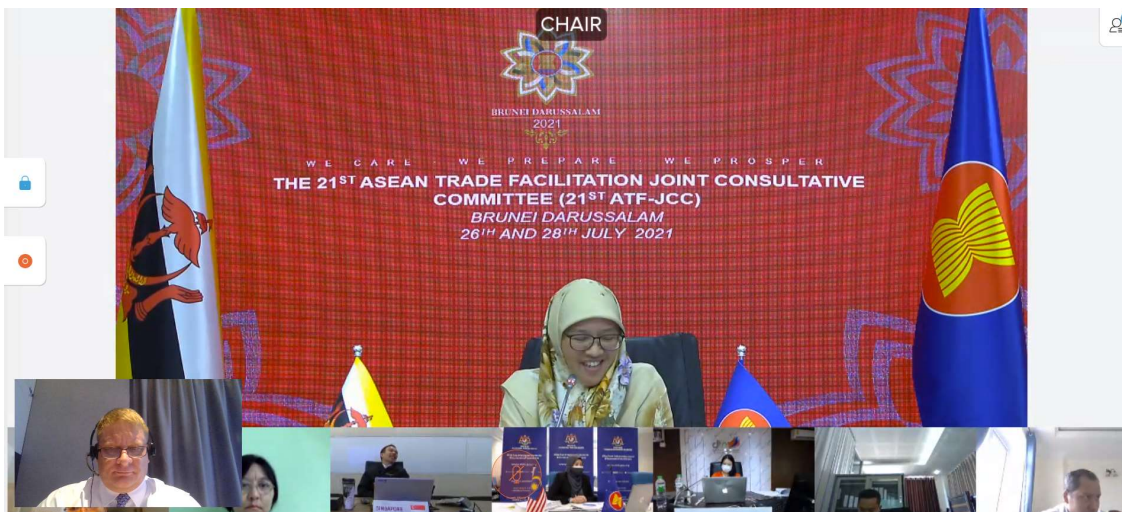 CHAIR
BRUNEI DARUSSALAM
2021
WE CARE · WE PREPARE · WE PROSPER
THE 21ST ASEAN TRADE FACILITATION JOINT CONSULTATIVE
COMMITTEE (21ST ATF-JCC)
BRUNEI DARUSSALAM
26TH AND 28TH JULY 2021
SINGAPORE